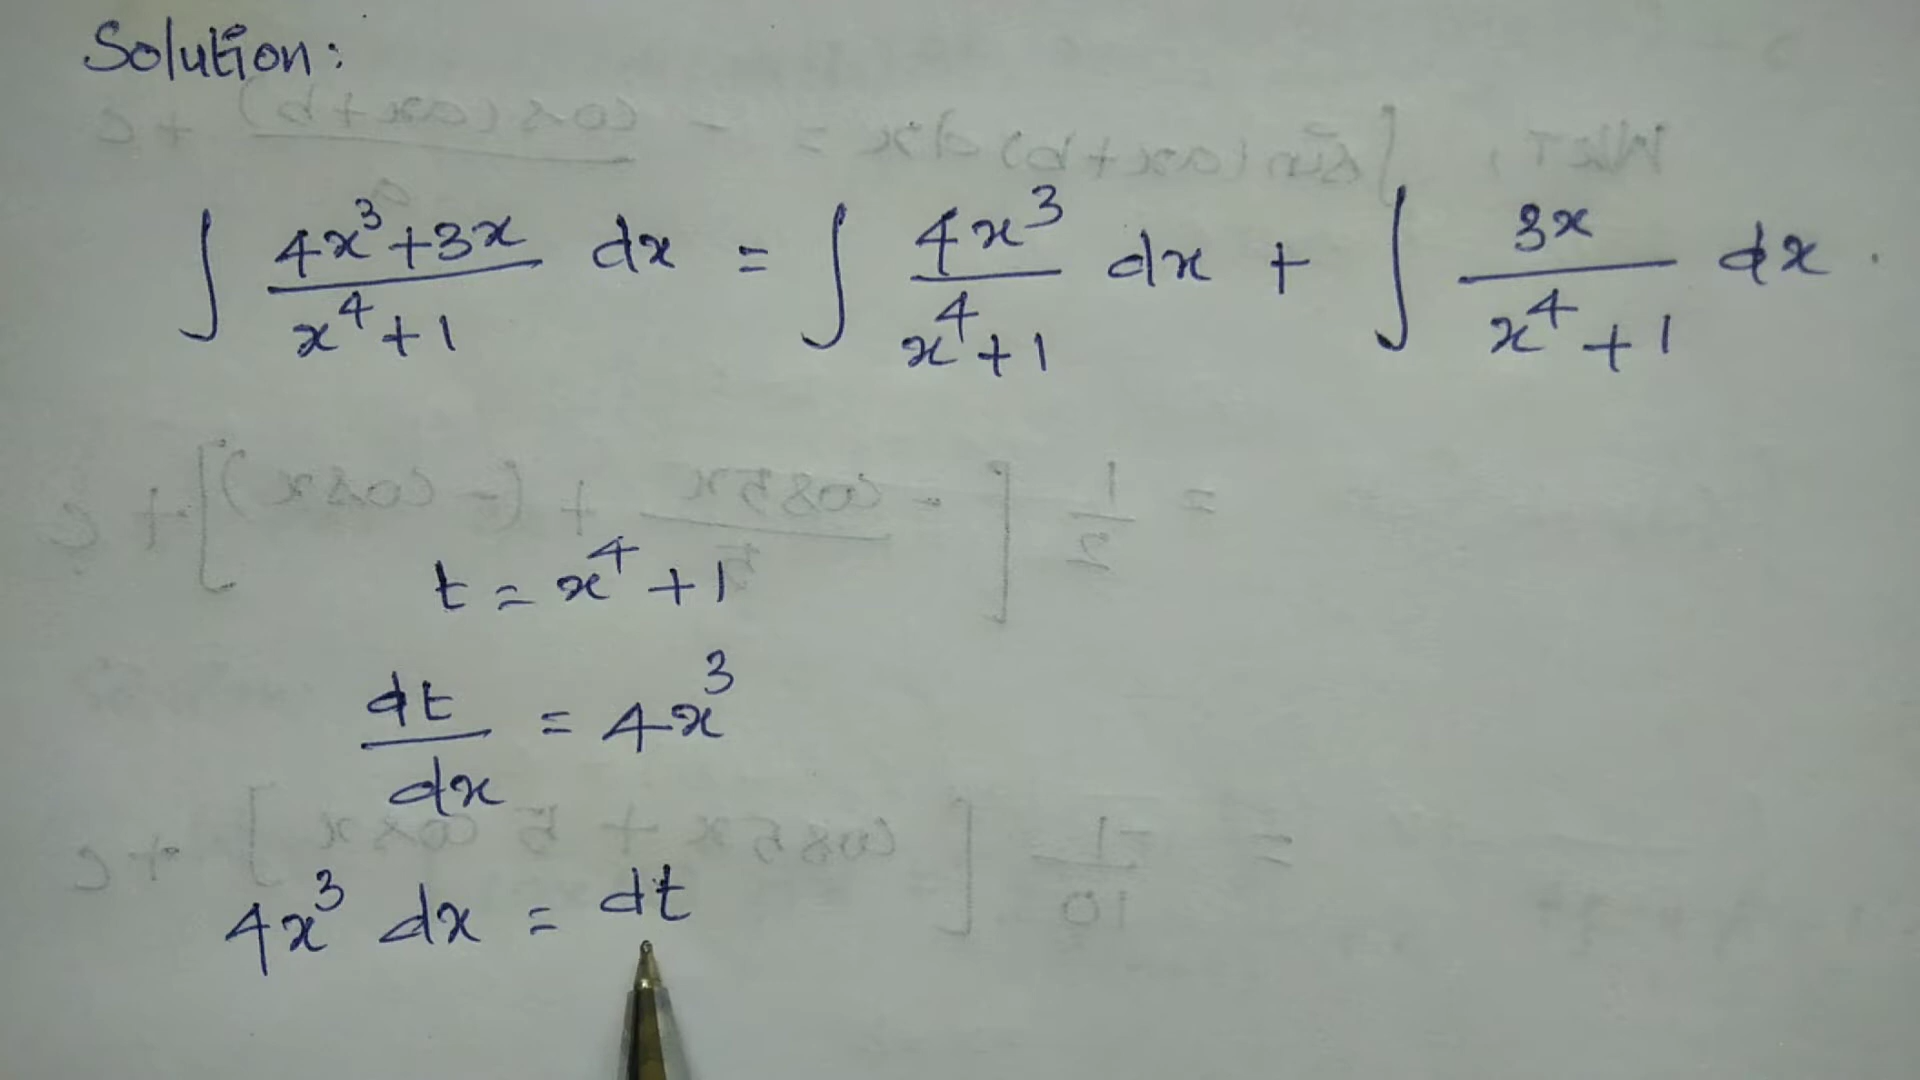 Solution:
∫ (4x³+3x)/(x⁴+1) dx = ∫ 4x³/(x⁴+1) dx + ∫ 3x/(x⁴+1) dx.
t = x⁴+1
dt/dx = 4x³
4x³ dx = dt